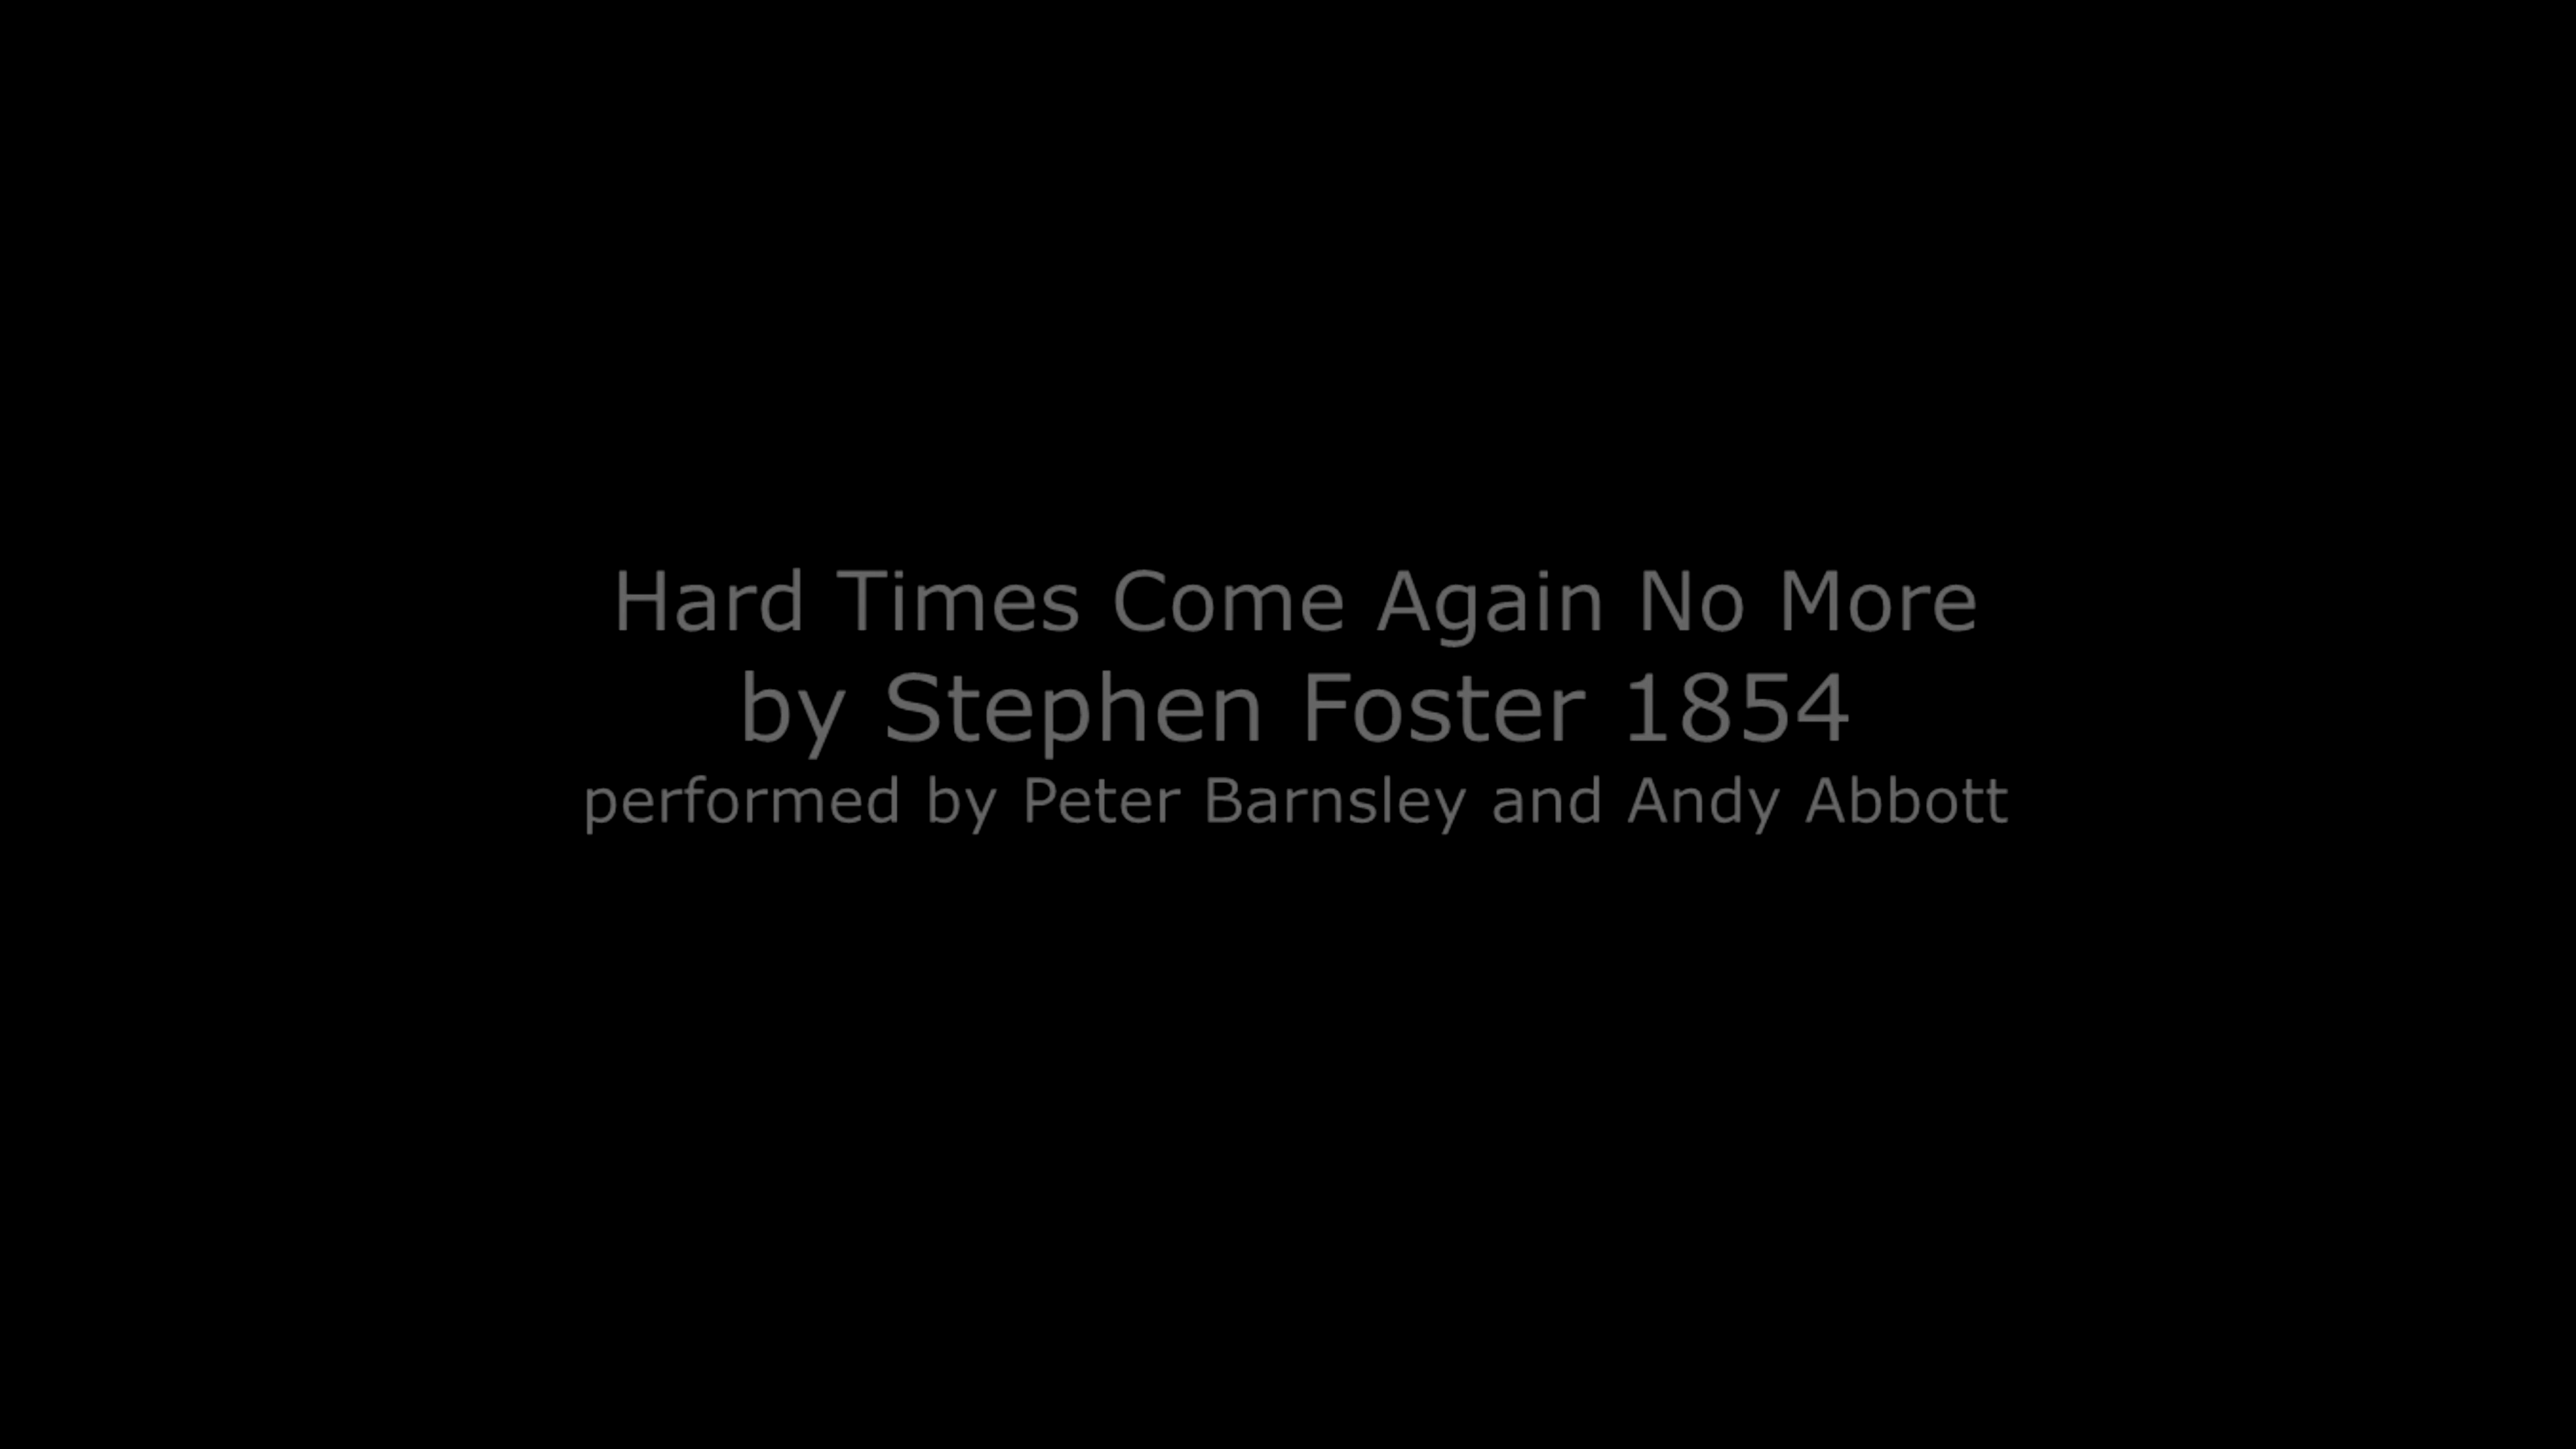 Hard Times Come Again No More
by Stephen Foster 1854
performed by Peter Barnsley and Andy Abbott